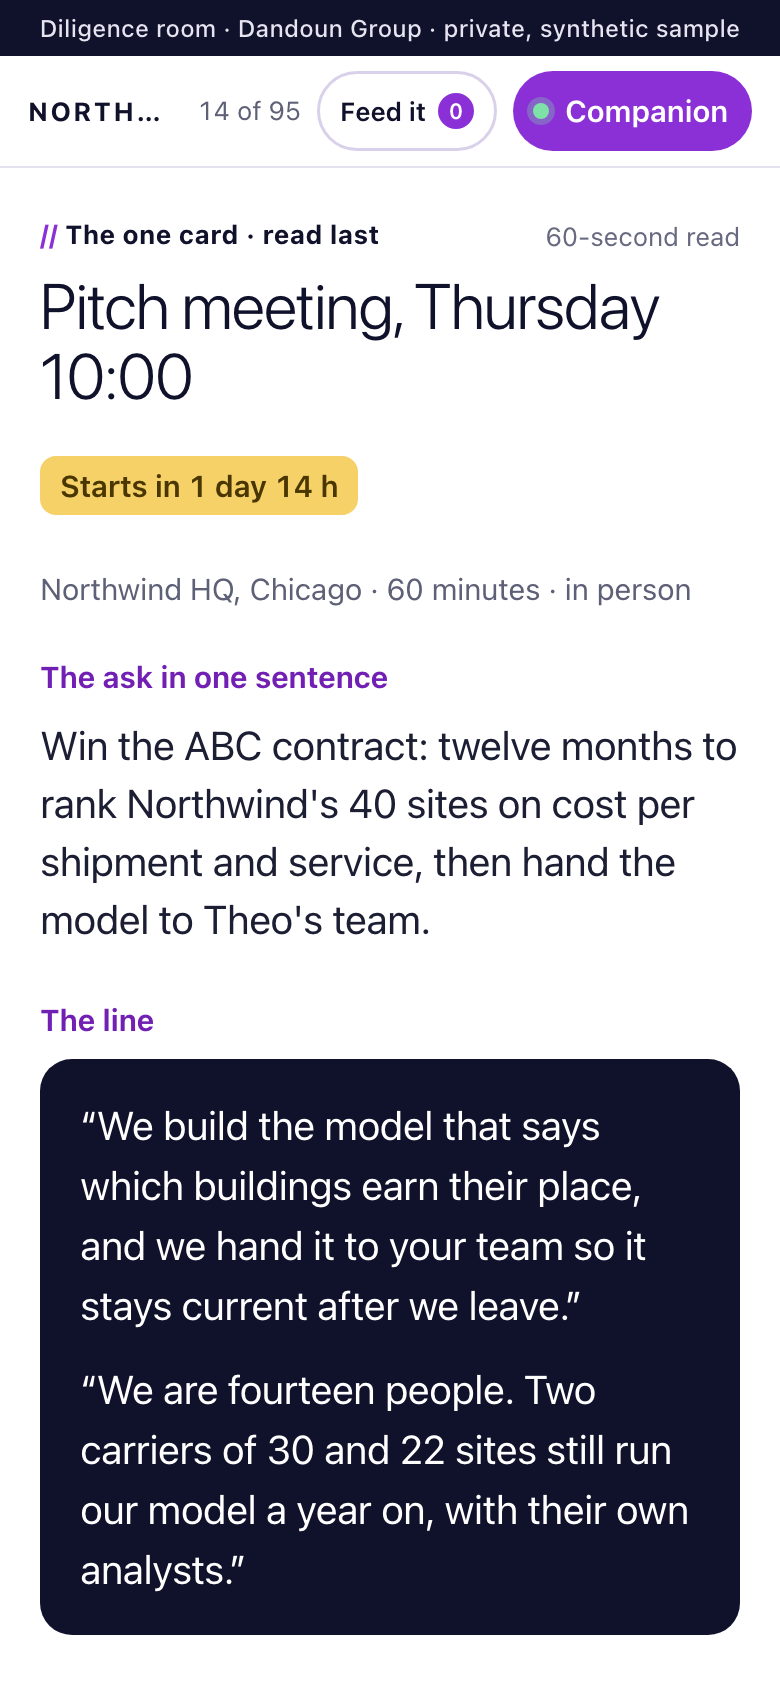 Diligence room · Dandoun Group · private, synthetic sample
NORTH… 14 of 95 Feed it 0 Companion
// The one card · read last 60-second read
Pitch meeting, Thursday
10:00
Starts in 1 day 14 h
Northwind HQ, Chicago · 60 minutes · in person
The ask in one sentence
Win the ABC contract: twelve months to
rank Northwind's 40 sites on cost per
shipment and service, then hand the
model to Theo's team.
The line
“We build the model that says
which buildings earn their place,
and we hand it to your team so it
stays current after we leave.”
“We are fourteen people. Two
carriers of 30 and 22 sites still run
our model a year on, with their own
analysts.”